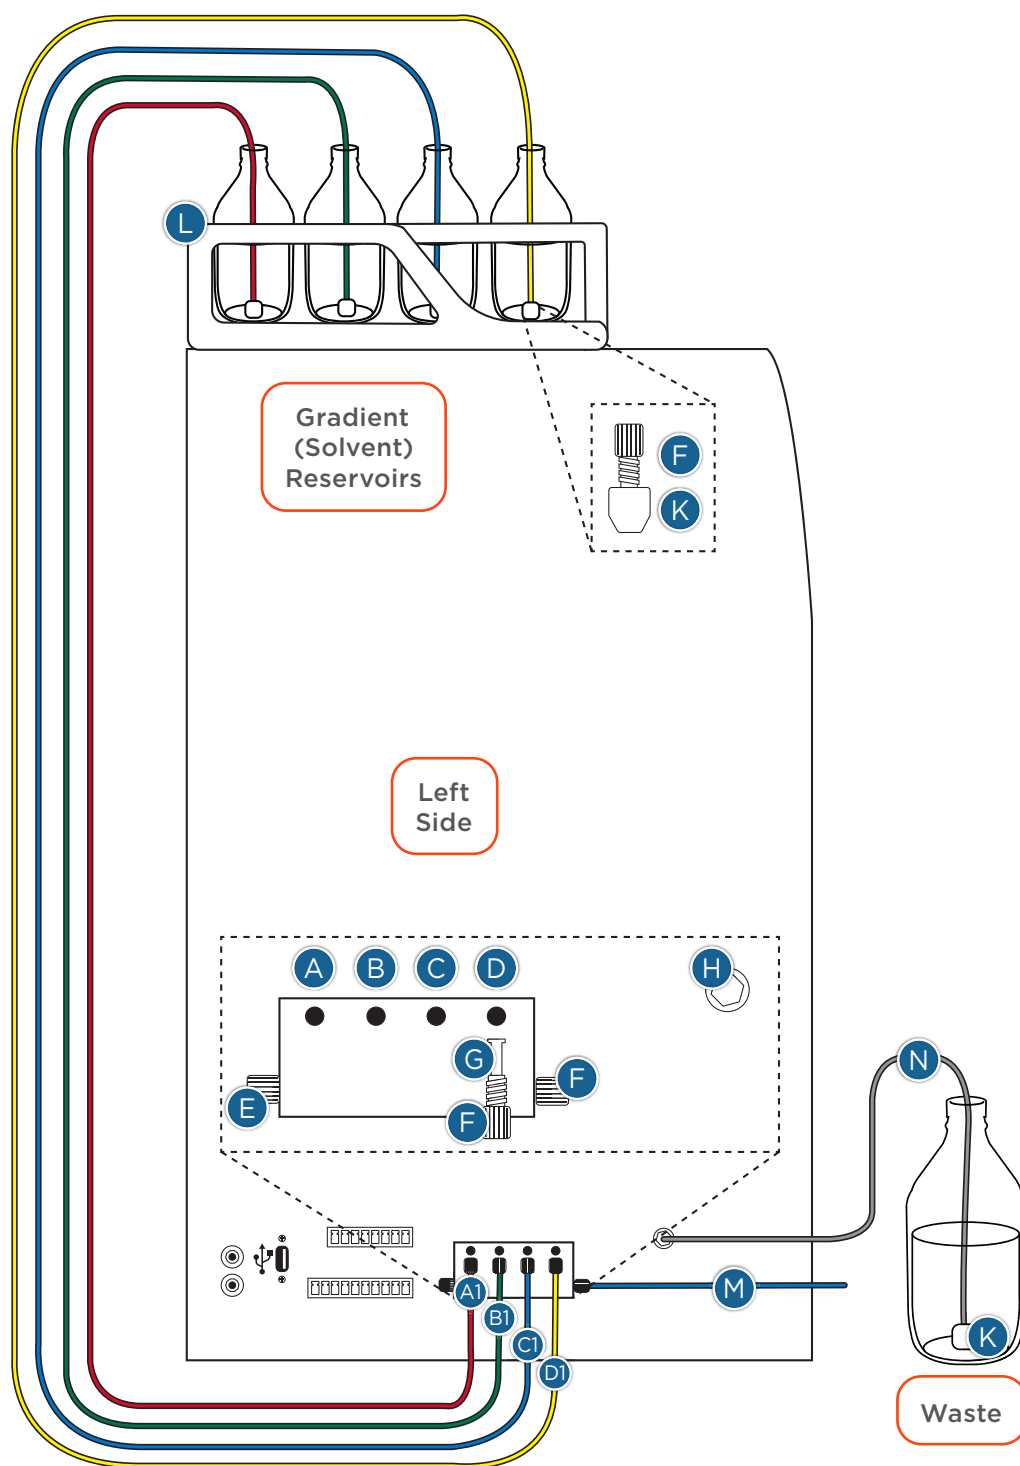 L
Gradient
(Solvent)
Reservoirs
F
K
Left
Side
A
B
C
D
H
G
E
F
F
N
A1
M
B1
C1
K
D1
Waste